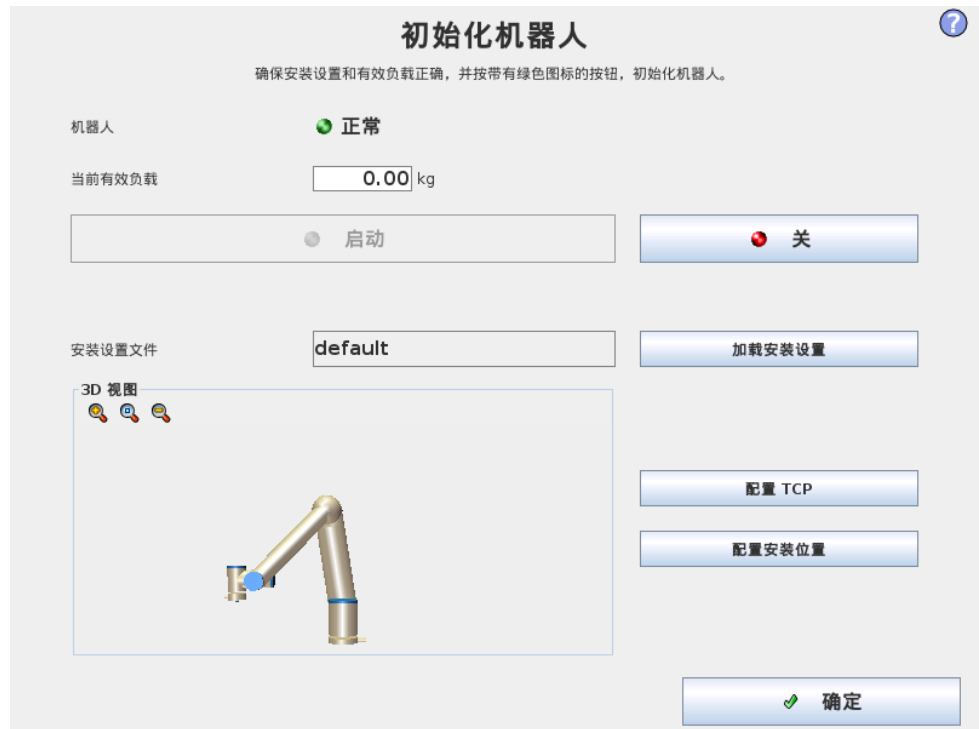 初始化机器人
?
确保安装设置和有效负载正确，并按带有绿色图标的按钮，初始化机器人。
机器人 正常
当前有效负载 0.00 kg
启动 关
安装设置文件 default 加载安装设置
3D 视图
配置 TCP
配置安装位置
确定